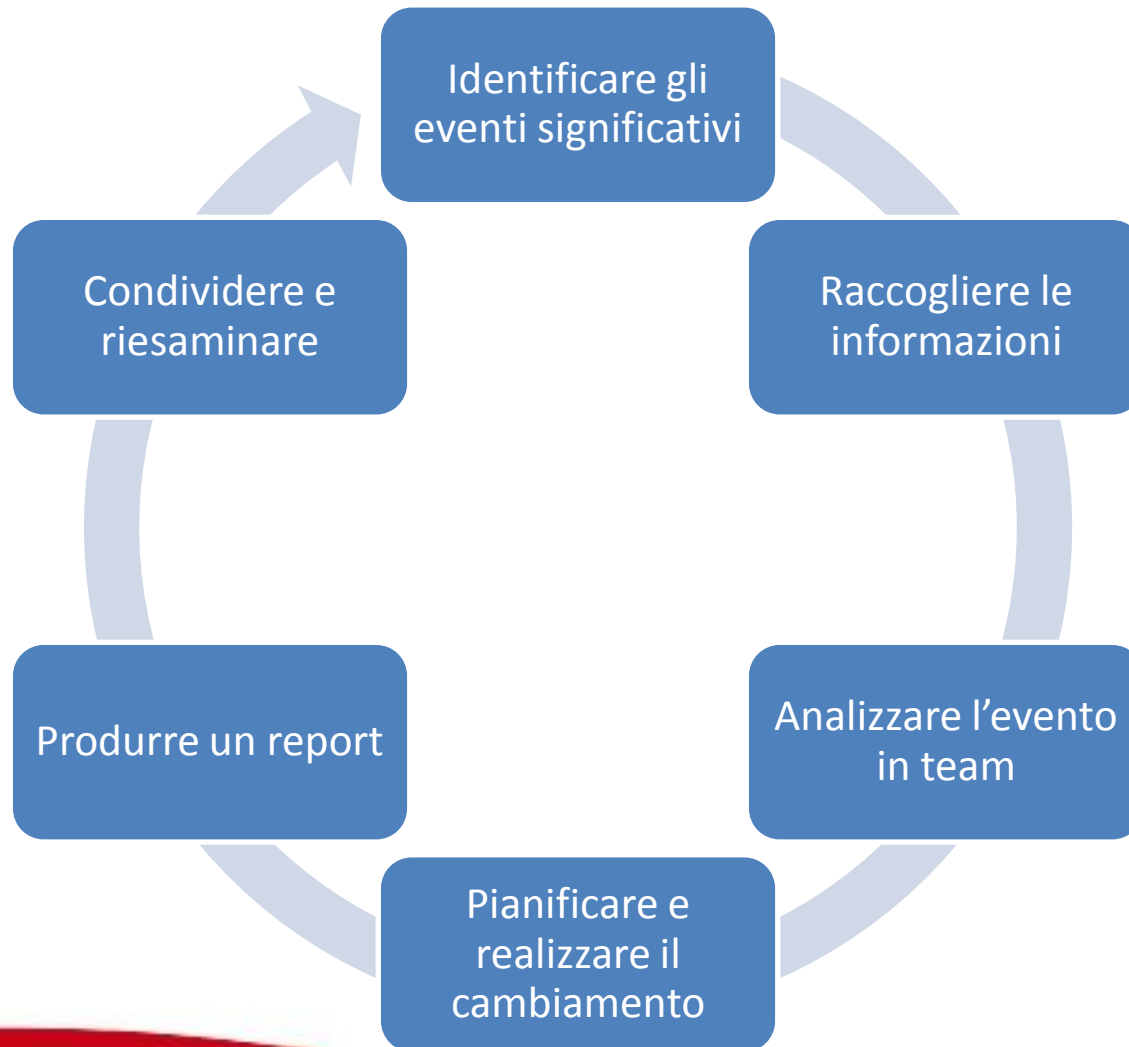 Identificare gli
eventi significativi
Raccogliere le
informazioni
Analizzare l’evento
in team
Pianificare e
realizzare il
cambiamento
Produrre un report
Condividere e
riesaminare